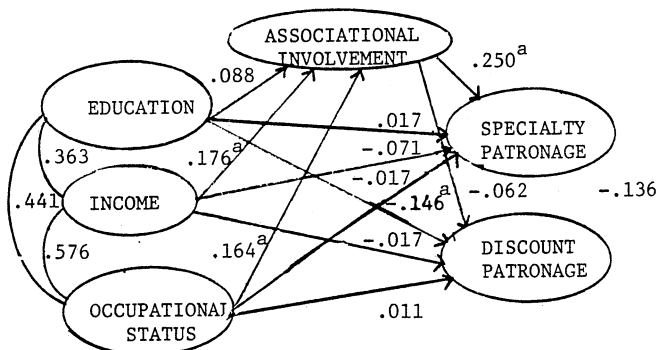 ASSOCIATIONAL
INVOLVEMENT
.250a
.088
EDUCATION
.017
SPECIALTY
PATRONAGE
.363
.176a
-.071
-.017
-.146a
-.062
-.136
.441
INCOME
.576
.164a
-.017
DISCOUNT
PATRONAGE
OCCUPATIONAL
STATUS
.011